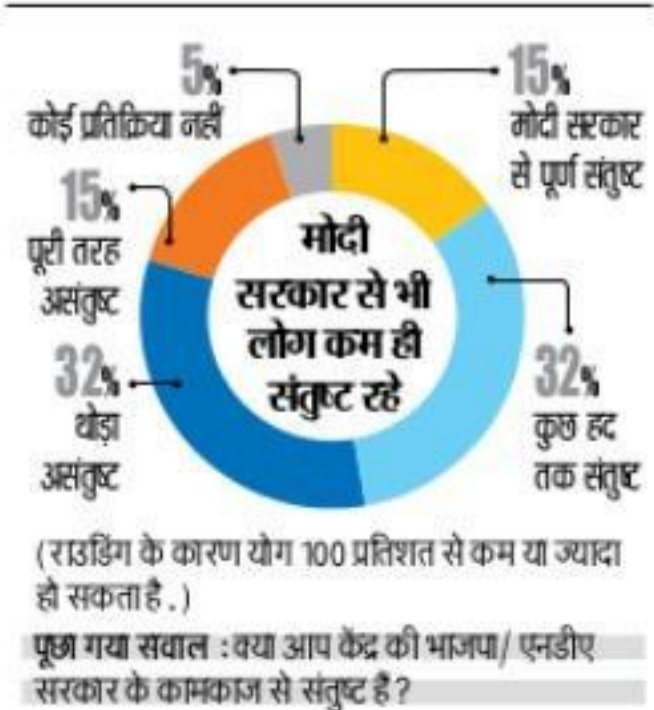 5%
कोई प्रतिक्रिया नहीं
15%
मोदी सरकार
से पूर्ण संतुष्ट
15%
पूरी तरह
असंतुष्ट
मोदी
सरकार से भी
लोग कम ही
संतुष्ट रहे
32%
थोड़ा
असंतुष्ट
32%
कुछ हद
तक संतुष्ट
(राउडिंग के कारण योग 100 प्रतिशत से कम या ज्यादा
हो सकता है.)
पूछा गया सवाल : क्या आप केंद्र की भाजपा/ एनडीए
सरकार के कामकाज से संतुष्ट हैं?